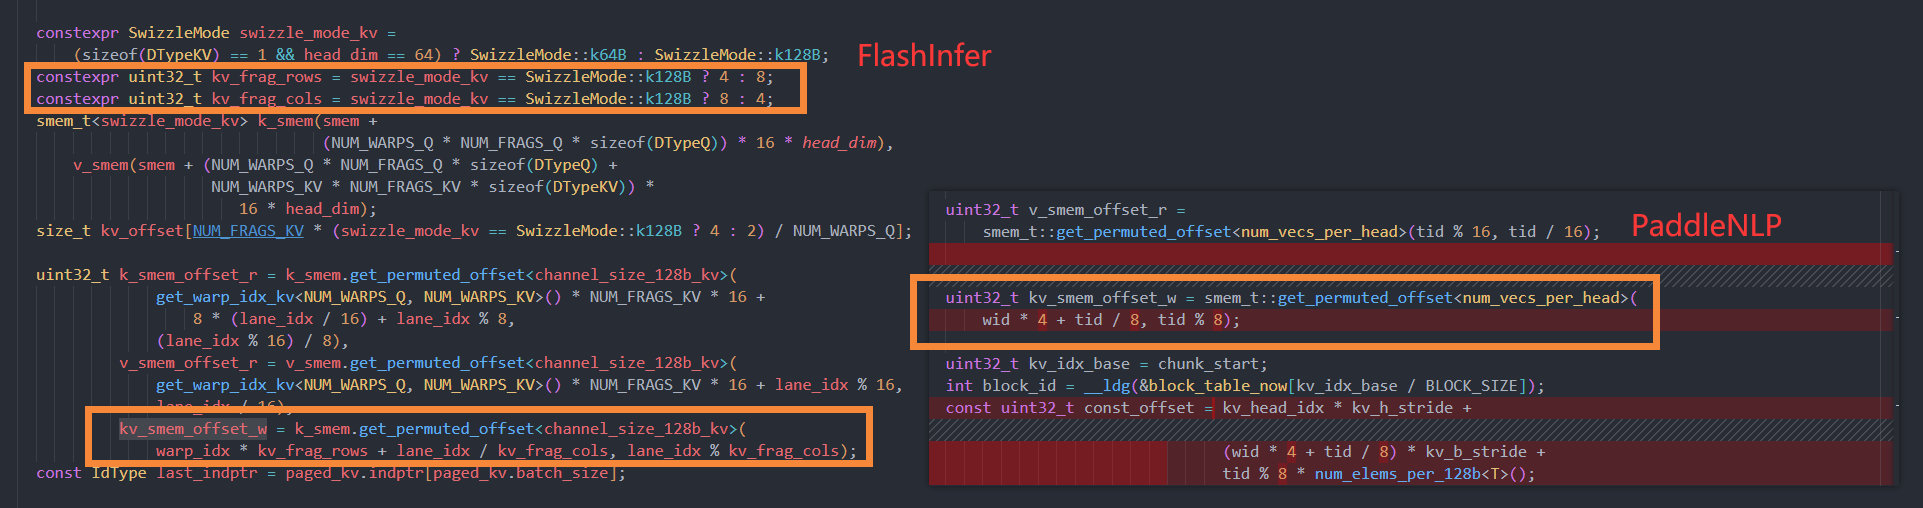 constexpr SwizzleMode swizzle_mode_kv =
(sizeof(DTypeKV) == 1 && head_dim == 64) ? SwizzleMode::k64B : SwizzleMode::k128B;
FlashInfer
constexpr uint32_t kv_frag_rows = swizzle_mode_kv == SwizzleMode::k128B ? 4 : 8;
constexpr uint32_t kv_frag_cols = swizzle_mode_kv == SwizzleMode::k128B ? 8 : 4;
smem_t<swizzle_mode_kv> k_smem(smem +
(NUM_WARPS_Q * NUM_FRAGS_Q * sizeof(DTypeQ)) * 16 * head_dim),
v_smem(smem + (NUM_WARPS_Q * NUM_FRAGS_Q * sizeof(DTypeQ) +
NUM_WARPS_KV * NUM_FRAGS_KV * sizeof(DTypeKV)) *
16 * head_dim);
size_t kv_offset[NUM_FRAGS_KV * (swizzle_mode_kv == SwizzleMode::k128B ? 4 : 2) / NUM_WARPS_Q];
uint32_t k_smem_offset_r = k_smem.get_permuted_offset<channel_size_128b_kv>(
get_warp_idx_kv<NUM_WARPS_Q, NUM_WARPS_KV>() * NUM_FRAGS_KV * 16 +
8 * (lane_idx / 16) + lane_idx % 8,
(lane_idx % 16) / 8),
v_smem_offset_r = v_smem.get_permuted_offset<channel_size_128b_kv>(
get_warp_idx_kv<NUM_WARPS_Q, NUM_WARPS_KV>() * NUM_FRAGS_KV * 16 + lane_idx % 16,
lane_idx / 16),
kv_smem_offset_w = k_smem.get_permuted_offset<channel_size_128b_kv>(
warp_idx * kv_frag_rows + lane_idx / kv_frag_cols, lane_idx % kv_frag_cols);
const IdType last_indptr = paged_kv.indptr[paged_kv.batch_size];
uint32_t v_smem_offset_r =
smem_t::get_permuted_offset<num_vecs_per_head>(tid % 16, tid / 16);
PaddleNLP
uint32_t kv_smem_offset_w = smem_t::get_permuted_offset<num_vecs_per_head>(
wid * 4 + tid / 8, tid % 8);
uint32_t kv_idx_base = chunk_start;
int block_id = __ldg(&block_table_now[kv_idx_base / BLOCK_SIZE]);
const uint32_t const_offset = kv_head_idx * kv_h_stride +
(wid * 4 + tid / 8) * kv_b_stride +
tid % 8 * num_elems_per_128b<T>();